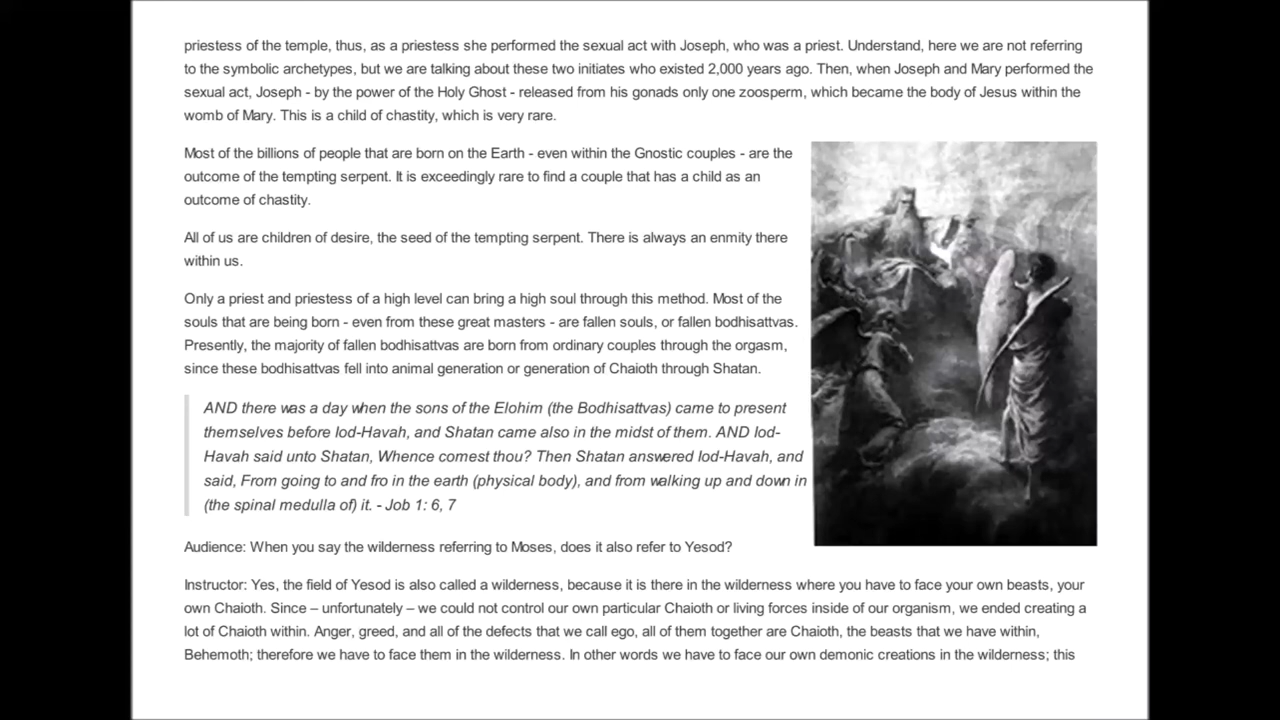 priestess of the temple, thus, as a priestess she performed the sexual act with Joseph, who was a priest. Understand, here we are not referring
to the symbolic archetypes, but we are talking about these two initiates who existed 2,000 years ago. Then, when Joseph and Mary performed the
sexual act, Joseph - by the power of the Holy Ghost - released from his gonads only one zoosperm, which became the body of Jesus within the
womb of Mary. This is a child of chastity, which is very rare.
Most of the billions of people that are born on the Earth - even within the Gnostic couples - are the
outcome of the tempting serpent. It is exceedingly rare to find a couple that has a child as an
outcome of chastity.
All of us are children of desire, the seed of the tempting serpent. There is always an enmity there
within us.
Only a priest and priestess of a high level can bring a high soul through this method. Most of the
souls that are being born - even from these great masters - are fallen souls, or fallen bodhisattvas.
Presently, the majority of fallen bodhisattvas are born from ordinary couples through the orgasm,
since these bodhisattvas fell into animal generation or generation of Chaioth through Shatan.
AND there was a day when the sons of the Elohim (the Bodhisattvas) came to present
themselves before Iod-Havah, and Shatan came also in the midst of them. AND Iod-
Havah said unto Shatan, Whence comest thou? Then Shatan answered Iod-Havah, and
said, From going to and fro in the earth (physical body), and from walking up and down in
(the spinal medulla of) it. - Job 1: 6, 7
Audience: When you say the wilderness referring to Moses, does it also refer to Yesod?
Instructor: Yes, the field of Yesod is also called a wilderness, because it is there in the wilderness where you have to face your own beasts, your
own Chaioth. Since – unfortunately – we could not control our own particular Chaioth or living forces inside of our organism, we ended creating a
lot of Chaioth within. Anger, greed, and all of the defects that we call ego, all of them together are Chaioth, the beasts that we have within,
Behemoth; therefore we have to face them in the wilderness. In other words we have to face our own demonic creations in the wilderness; this